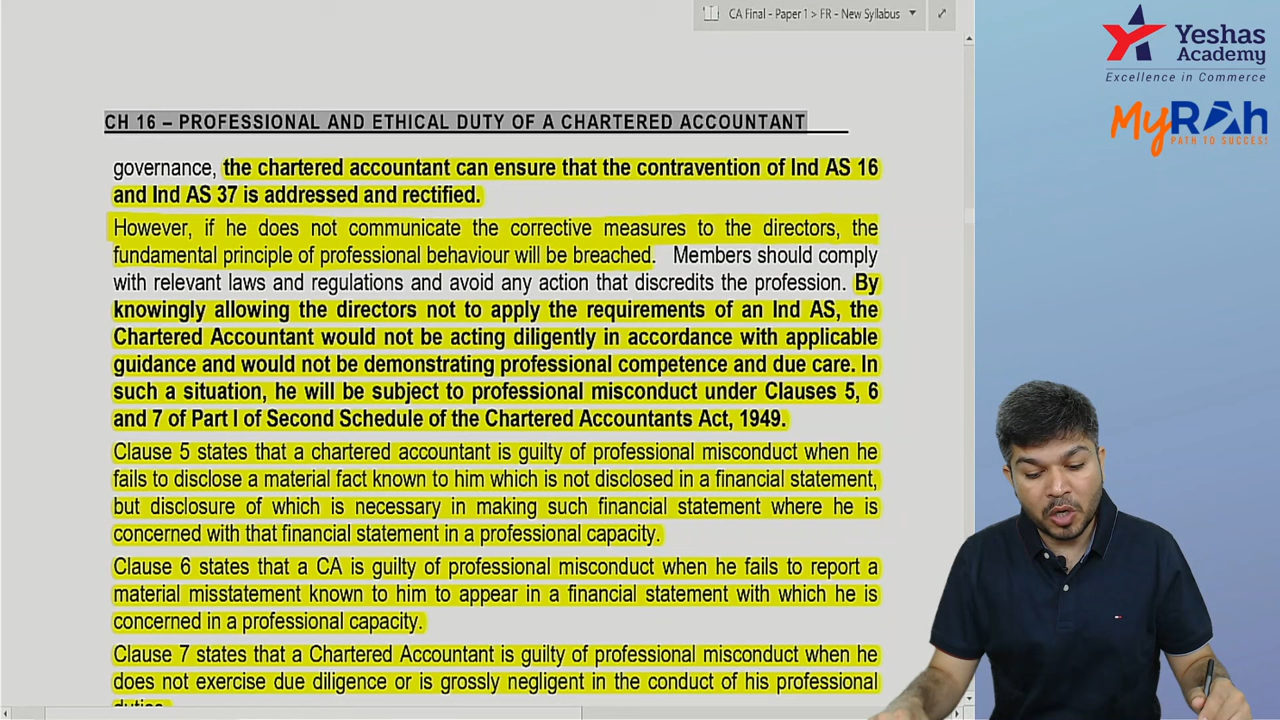 CA Final - Paper 1 > FR - New Syllabus
Yeshas
Academy
Excellence in Commerce
MyRAh
PATH TO SUCCESS
CH 16 – PROFESSIONAL AND ETHICAL DUTY OF A CHARTERED ACCOUNTANT
governance, the chartered accountant can ensure that the contravention of Ind AS 16
and Ind AS 37 is addressed and rectified.
However, if he does not communicate the corrective measures to the directors, the
fundamental principle of professional behaviour will be breached. Members should comply
with relevant laws and regulations and avoid any action that discredits the profession. By
knowingly allowing the directors not to apply the requirements of an Ind AS, the
Chartered Accountant would not be acting diligently in accordance with applicable
guidance and would not be demonstrating professional competence and due care. In
such a situation, he will be subject to professional misconduct under Clauses 5, 6
and 7 of Part I of Second Schedule of the Chartered Accountants Act, 1949.
Clause 5 states that a chartered accountant is guilty of professional misconduct when he
fails to disclose a material fact known to him which is not disclosed in a financial statement,
but disclosure of which is necessary in making such financial statement where he is
concerned with that financial statement in a professional capacity.
Clause 6 states that a CA is guilty of professional misconduct when he fails to report a
material misstatement known to him to appear in a financial statement with which he is
concerned in a professional capacity.
Clause 7 states that a Chartered Accountant is guilty of professional misconduct when he
does not exercise due diligence or is grossly negligent in the conduct of his professional
duties.